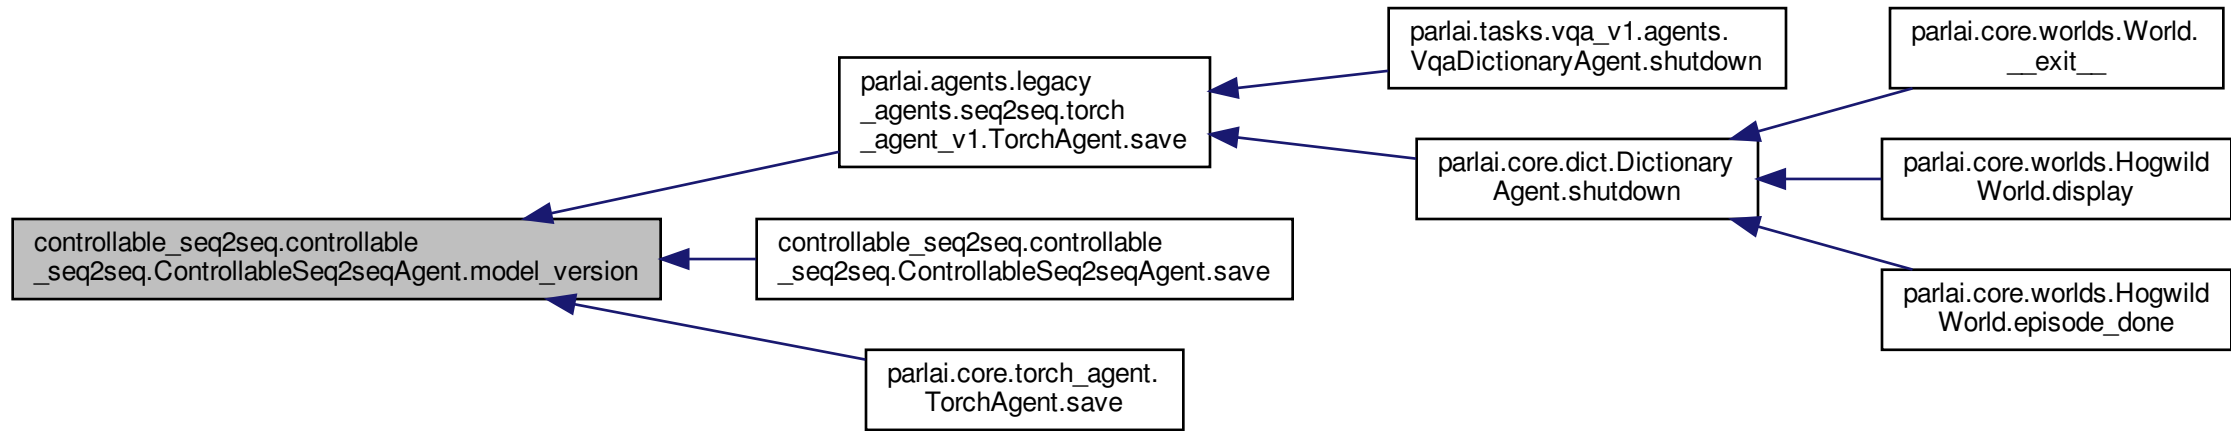 controllable_seq2seq.controllable
_seq2seq.ControllableSeq2seqAgent.model_version
parlai.agents.legacy
_agents.seq2seq.torch
_agent_v1.TorchAgent.save
controllable_seq2seq.controllable
_seq2seq.ControllableSeq2seqAgent.save
parlai.core.torch_agent.
TorchAgent.save
parlai.tasks.vqa_v1.agents.
VqaDictionaryAgent.shutdown
parlai.core.dict.Dictionary
Agent.shutdown
parlai.core.worlds.World.
__exit__
parlai.core.worlds.Hogwild
World.display
parlai.core.worlds.Hogwild
World.episode_done